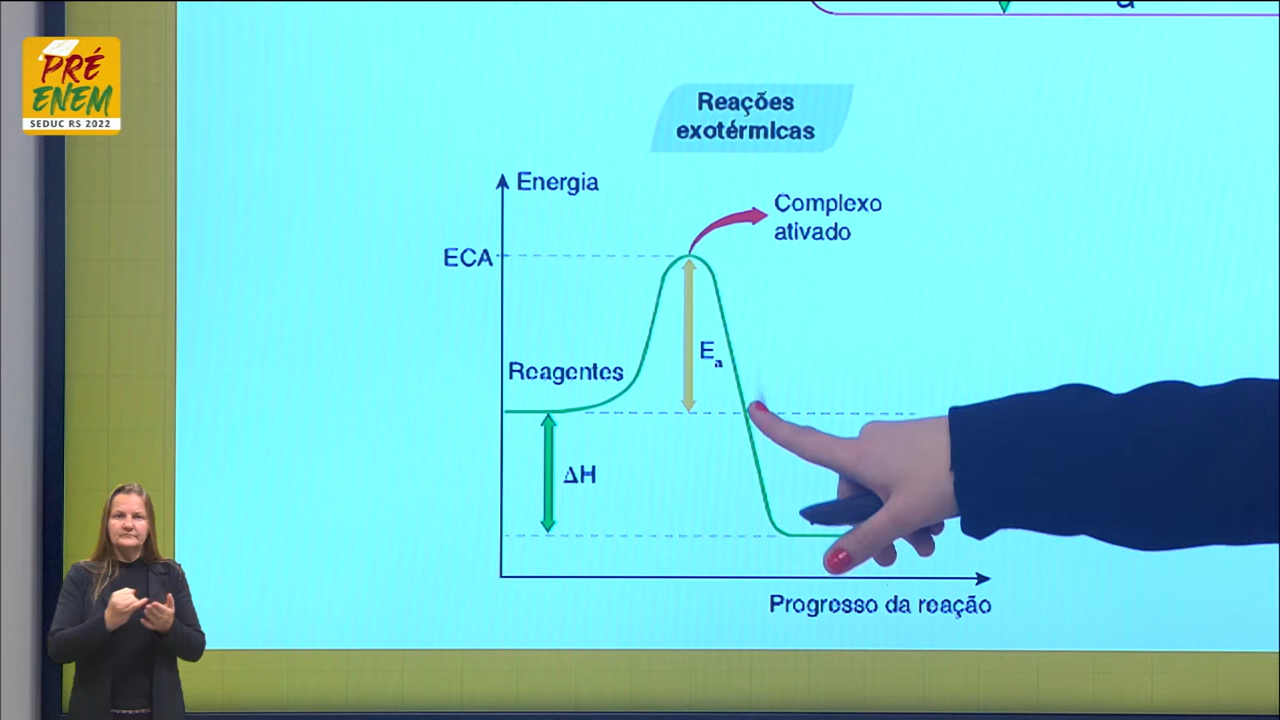 PRÉ
ENEM
SEDUC RS 2022
Reações
exotérmicas
Energia
Complexo
ativado
ECA
Reagentes
Ea
ΔH
Progresso da reação